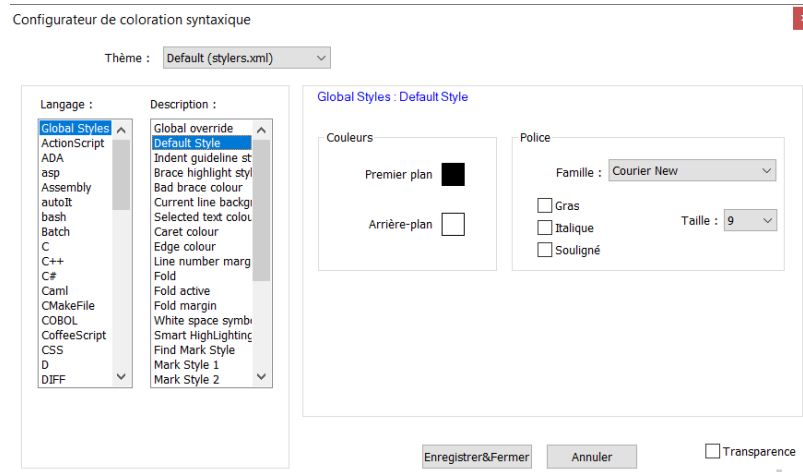 Configurateur de coloration syntaxique
Thème :
Default (stylers.xml)
Langage :
Global Styles
ActionScript
ADA
asp
Assembly
autoIt
bash
Batch
C
C++
C#
Caml
CMakeFile
COBOL
CoffeeScript
CSS
D
DIFF
Description :
Global override
Default Style
Indent guideline st
Brace highlight styl
Bad brace colour
Current line backgr
Selected text colou
Caret colour
Edge colour
Line number marg
Fold
Fold active
Fold margin
White space symb
Smart HighLighting
Find Mark Style
Mark Style 1
Mark Style 2
Global Styles : Default Style
Couleurs
Premier plan
Arrière-plan
Police
Famille : Courier New
Gras
Italique
Souligné
Taille : 9
Enregistrer&Fermer
Annuler
Transparence